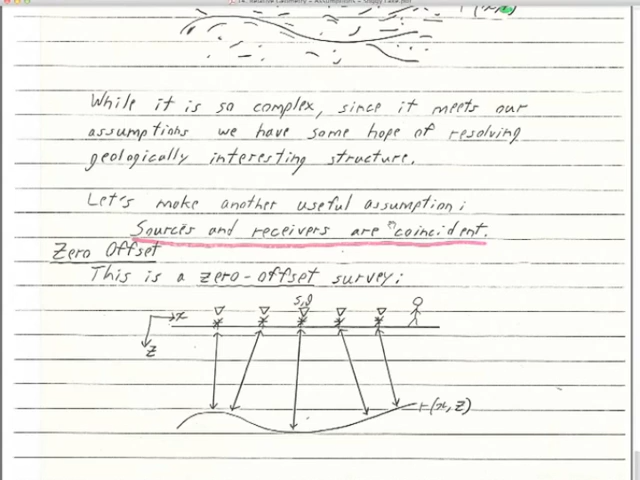 While it is so complex, since it meets our
assumptions we have some hope of resolving
geologically interesting structure.
Let's make another useful assumption:
Sources and receivers are coincident.
Zero Offset
This is a zero-offset survey:
s,g
x
z
r(x,z)